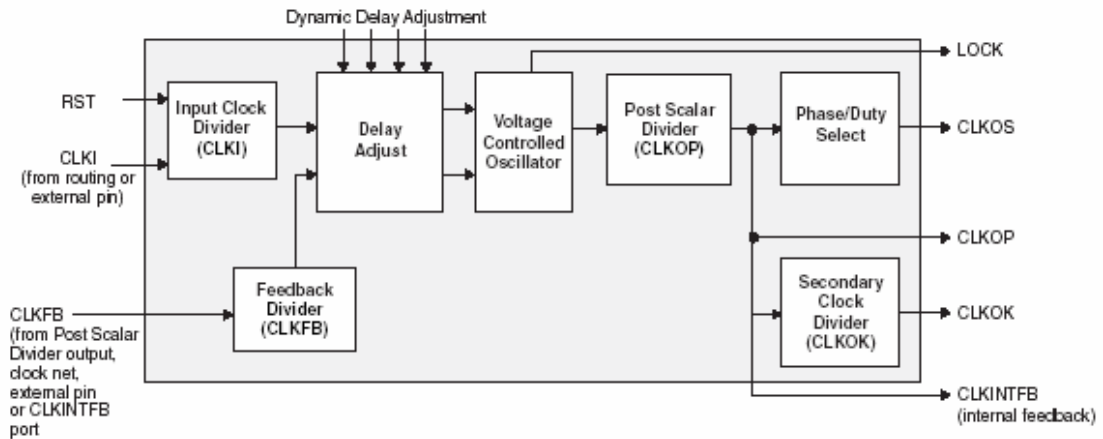 Dynamic Delay Adjustment
LOCK
RST
Input Clock
Divider
(CLKI)
Delay
Adjust
Voltage
Controlled
Oscillator
Post Scalar
Divider
(CLKOP)
Phase/Duty
Select
CLKOS
CLKI
(from routing or
external pin)
CLKOP
CLKFB
(from Post Scalar
Divider output,
clock net,
external pin
or CLKINTFB
port
Feedback
Divider
(CLKFB)
Secondary
Clock
Divider
(CLKOK)
CLKOK
CLKINTFB
(internal feedback)